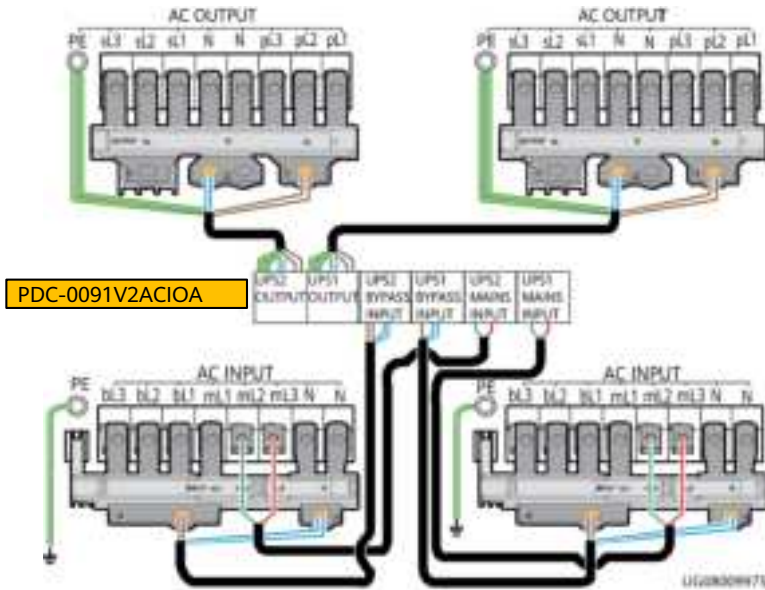 AC OUTPUT
PE sL3 sL2 sL1 N N pL3 pL2 pL1
AC OUTPUT
PE sL3 sL2 sL1 N N pL3 pL2 pL1
PDC-0091V2ACIOA
UPS2 OUTPUT
UPS1 OUTPUT
UPS2 BYPASS INPUT
UPS1 BYPASS INPUT
UPS2 MAINS INPUT
UPS1 MAINS INPUT
AC INPUT
PE bL3 bL2 bL1 mL1 mL2 mL3 N N
AC INPUT
PE bL3 bL2 bL1 mL1 mL2 mL3 N N